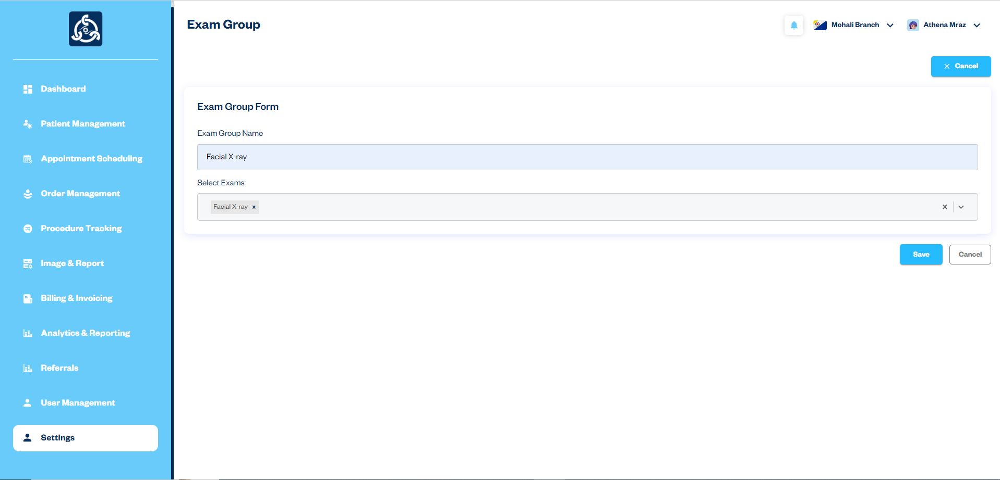 Exam Group
Mohali Branch
Athena Mraz
Cancel
Dashboard
Patient Management
Appointment Scheduling
Order Management
Procedure Tracking
Image & Report
Billing & Invoicing
Analytics & Reporting
Referrals
User Management
Settings
Exam Group Form
Exam Group Name
Facial X-ray
Select Exams
Facial X-ray
Save
Cancel